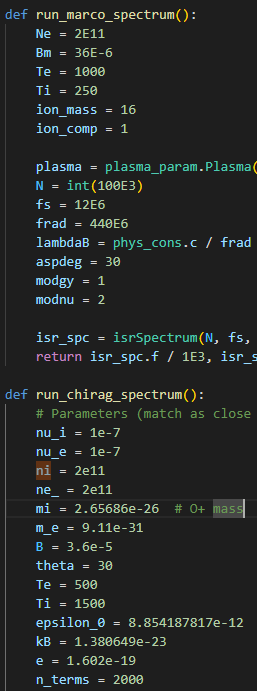 def run_marco_spectrum():
    Ne = 2E11
    Bm = 36E-6
    Te = 1000
    Ti = 250
    ion_mass = 16
    ion_comp = 1

    plasma = plasma_param.Plasma(
    N = int(100E3)
    fs = 12E6
    frad = 440E6
    lambdaB = phys_cons.c / frad
    aspdeg = 30
    modgy = 1
    modnu = 2

    isr_spc = isrSpectrum(N, fs,
    return isr_spc.f / 1E3, isr_s

def run_chirag_spectrum():
    # Parameters (match as close
    nu_i = 1e-7
    nu_e = 1e-7
    ni = 2e11
    ne_ = 2e11
    mi = 2.65686e-26  # O+ mass
    m_e = 9.11e-31
    B = 3.6e-5
    theta = 30
    Te = 500
    Ti = 1500
    epsilon_0 = 8.854187817e-12
    kB = 1.380649e-23
    e = 1.602e-19
    n_terms = 2000